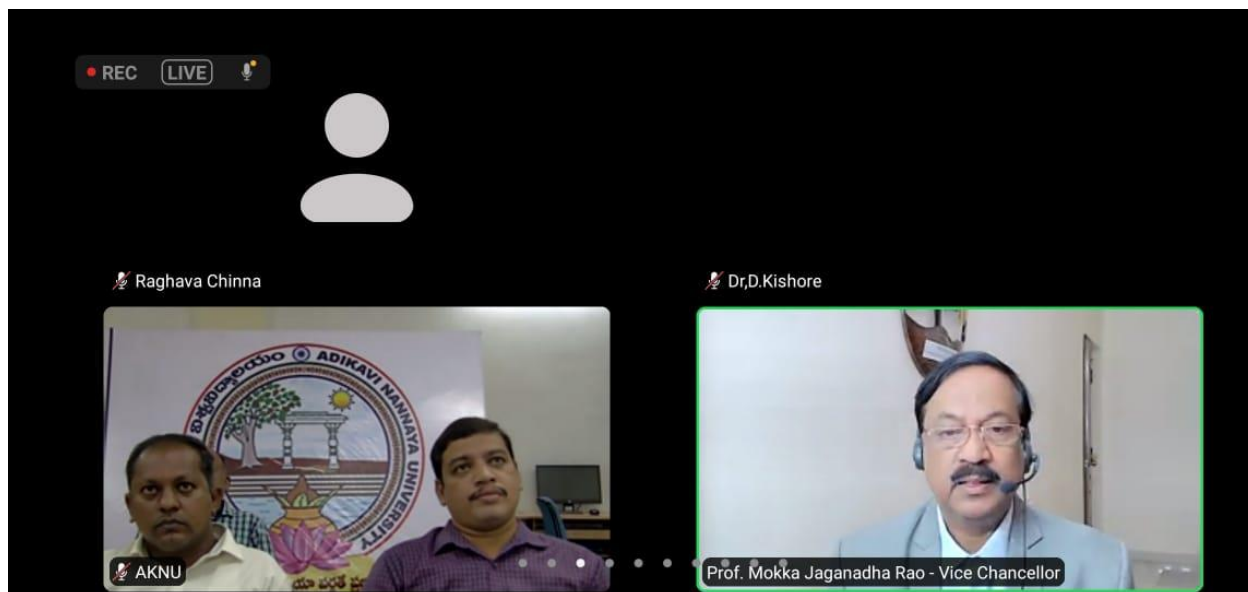 REC LIVE
Raghava Chinna
Dr,D.Kishore
ADIKAVI NANNAYA UNIVERSITY
AKNU
Prof. Mokka Jaganadha Rao - Vice Chancellor